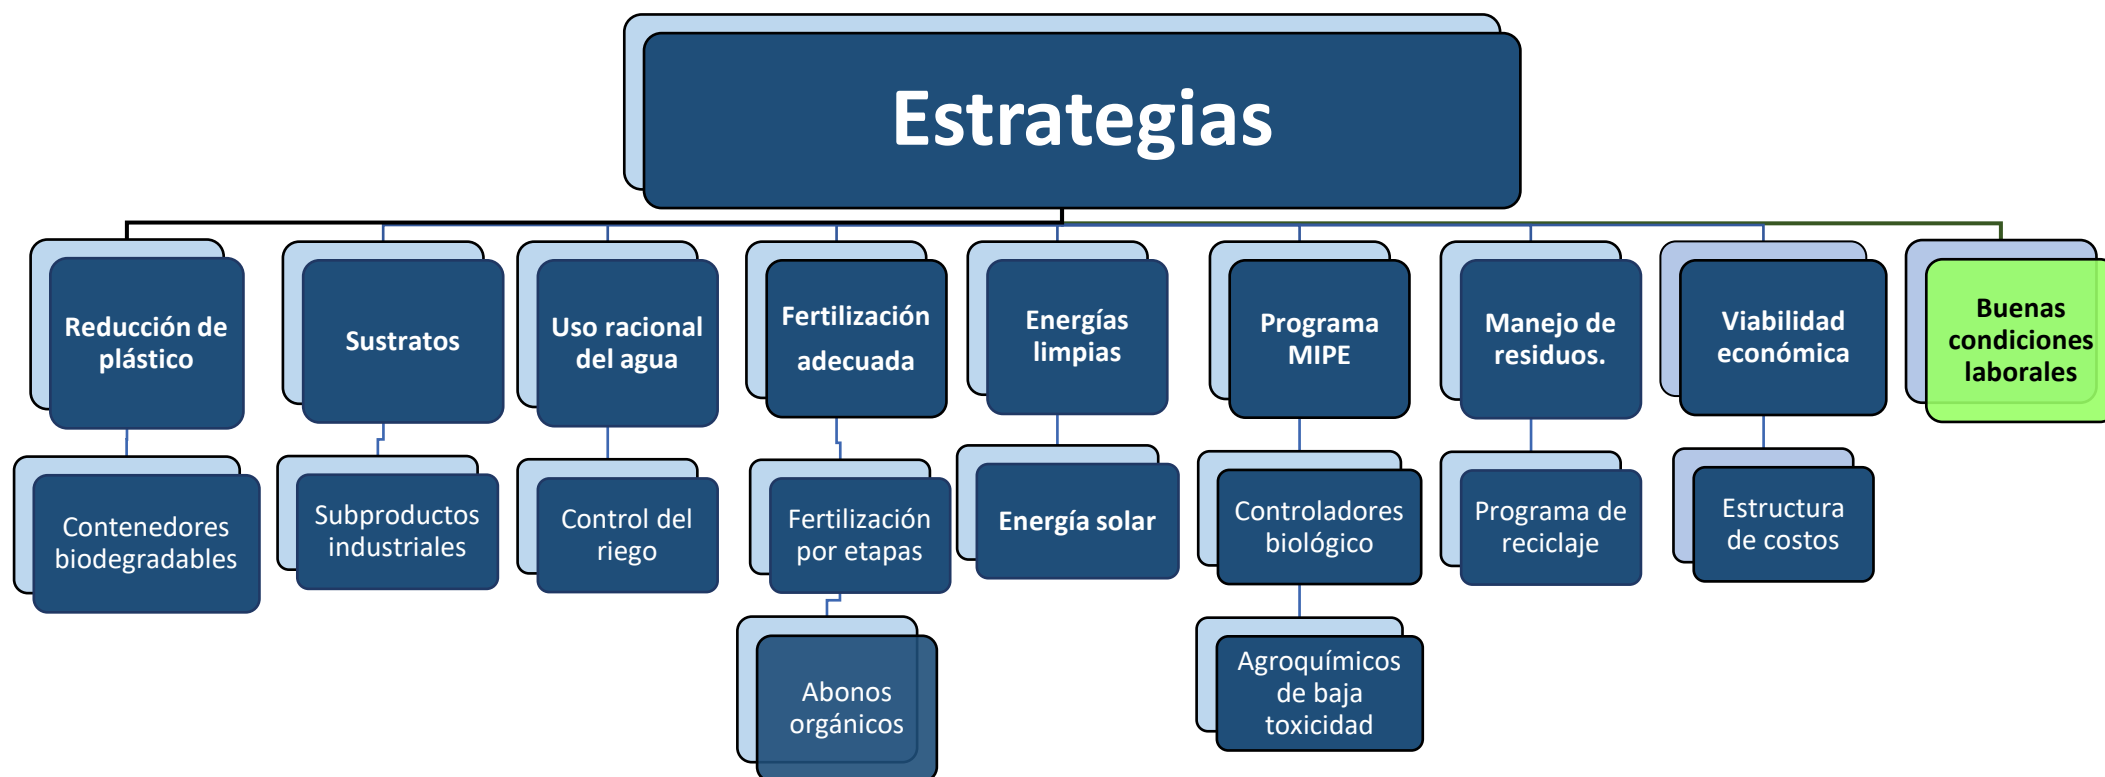 Estrategias
Reducción de
plástico
Sustratos
Uso racional
del agua
Fertilización
adecuada
Energías
limpias
Programa
MIPE
Manejo de
residuos.
Viabilidad
económica
Buenas
condiciones
laborales
Contenedores
biodegradables
Subproductos
industriales
Control del
riego
Fertilización
por etapas
Energía solar
Controladores
biológico
Programa de
reciclaje
Estructura
de costos
Abonos
orgánicos
Agroquímicos
de baja
toxicidad